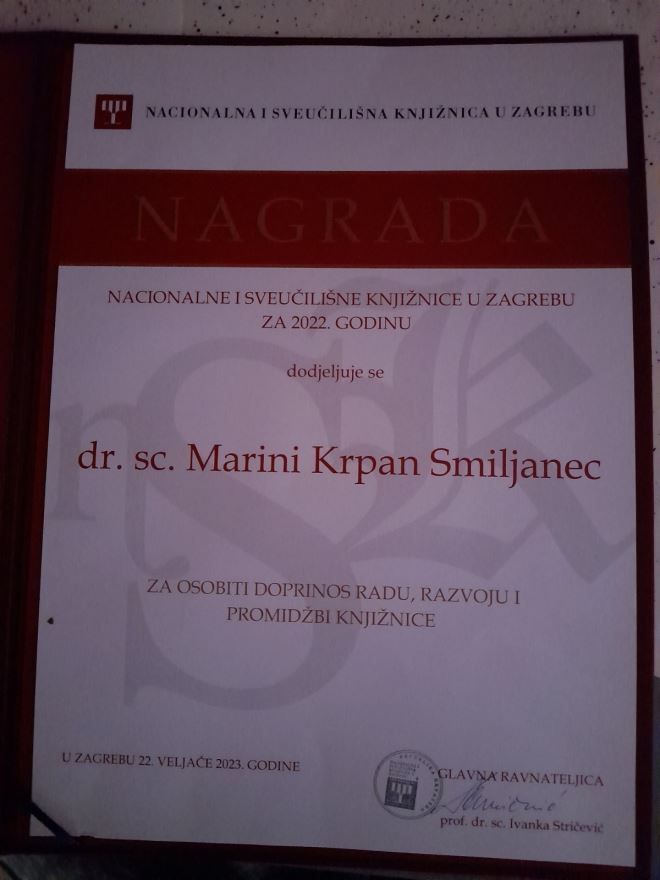 NACIONALNA I SVEUČILIŠNA KNJIŽNICA U ZAGREBU
NAGRADA
NACIONALNE I SVEUČILIŠNE KNJIŽNICE U ZAGREBU
ZA 2022. GODINU
dodjeljuje se
dr. sc. Marini Krpan Smiljanec
ZA OSOBITI DOPRINOS RADU, RAZVOJU I
PROMIDŽBI KNJIŽNICE
U ZAGREBU 22. VELJAČE 2023. GODINE
GLAVNA RAVNATELJICA
prof. dr. sc. Ivanka Stričević